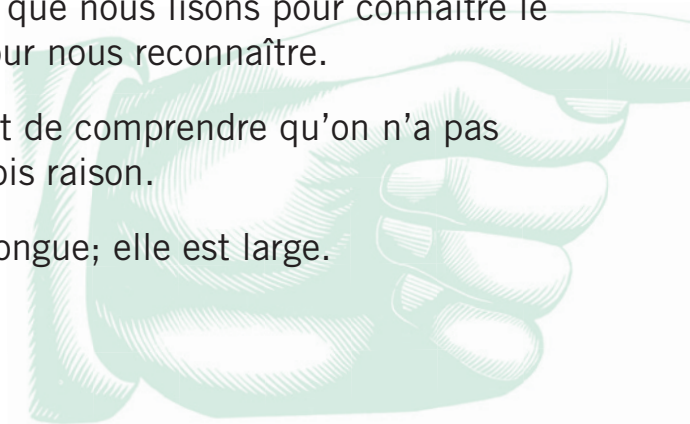 que nous lisons pour connaître le
our nous reconnaître.
t de comprendre qu’on n’a pas
ois raison.
ongue; elle est large.